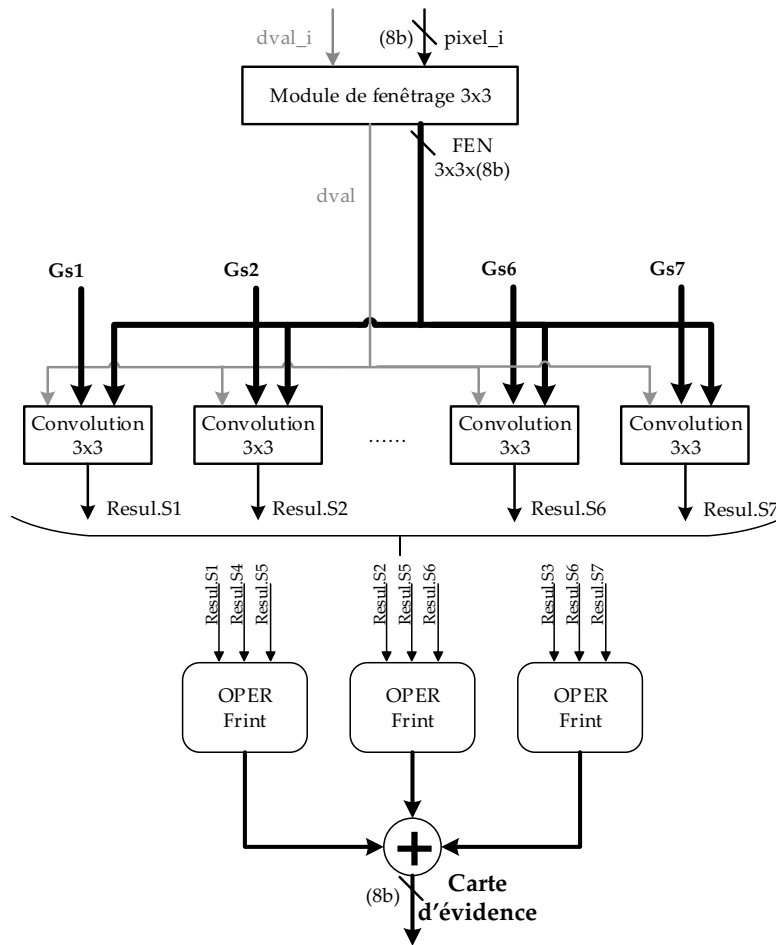 dval_i
(8b)
pixel_i
Module de fenêtrage 3x3
FEN
3x3x(8b)
dval
Gs1
Gs2
Gs6
Gs7
Convolution
3x3
Convolution
3x3
......
Convolution
3x3
Convolution
3x3
Resul.S1
Resul.S2
Resul.S6
Resul.S7
Resul.S1
Resul.S4
Resul.S5
Resul.S2
Resul.S5
Resul.S6
Resul.S3
Resul.S6
Resul.S7
OPER
Frint
OPER
Frint
OPER
Frint
+
(8b)
Carte
d'évidence